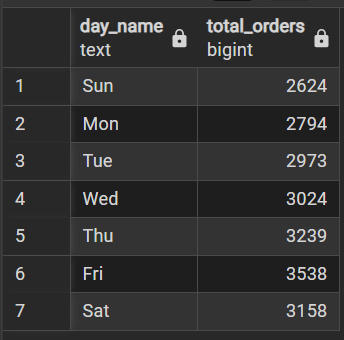 day_name total_orders
text bigint
1 Sun 2624
2 Mon 2794
3 Tue 2973
4 Wed 3024
5 Thu 3239
6 Fri 3538
7 Sat 3158